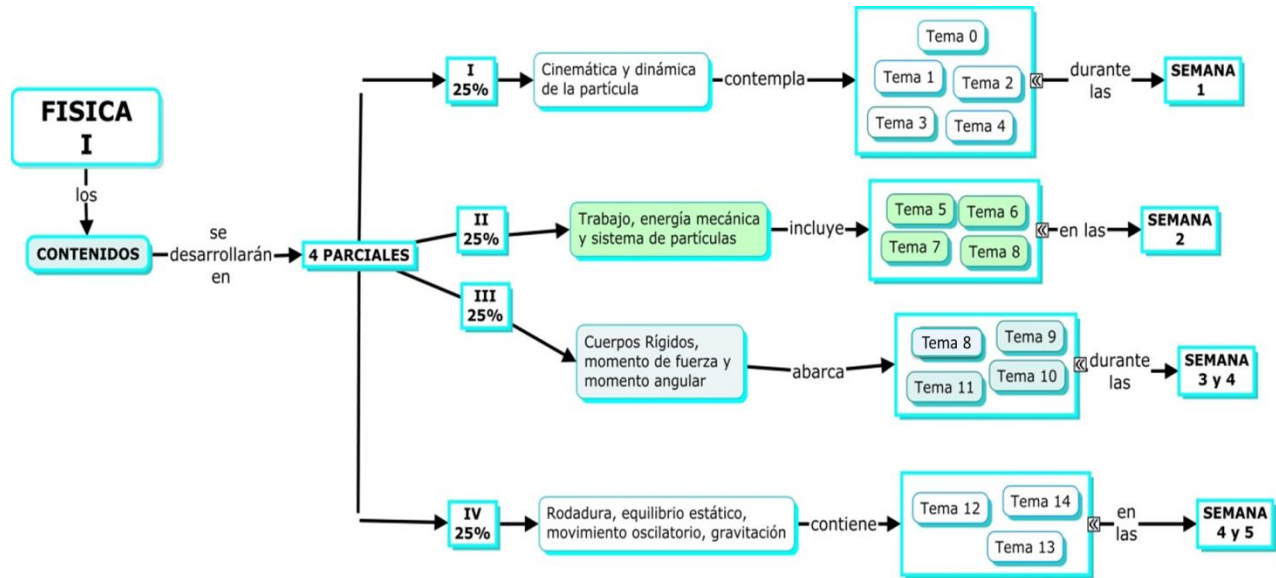 FISICA
I
los
CONTENIDOS
se
desarrollarán
en
4 PARCIALES
I
25%
Cinemática y dinámica
de la partícula
contempla
Tema 0
Tema 1
Tema 2
Tema 3
Tema 4
durante
las
SEMANA
1
II
25%
Trabajo, energía mecánica
y sistema de partículas
incluye
Tema 5
Tema 6
Tema 7
Tema 8
en las
SEMANA
2
III
25%
Cuerpos Rígidos,
momento de fuerza y
momento angular
abarca
Tema 8
Tema 9
Tema 11
Tema 10
durante
las
SEMANA
3 y 4
IV
25%
Rodadura, equilibrio estático,
movimiento oscilatorio, gravitación
contiene
Tema 12
Tema 14
Tema 13
en
las
SEMANA
4 y 5